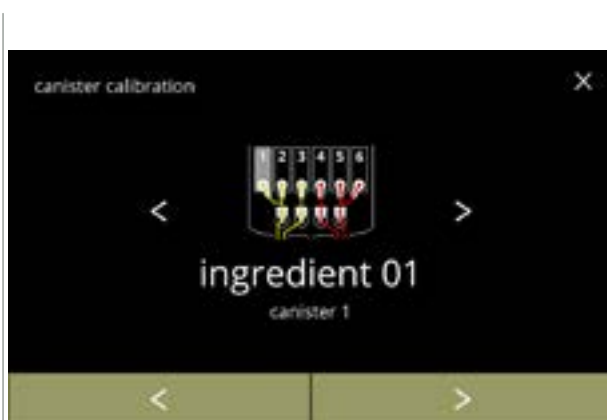 canister calibration
X
1 2 3 4 5 6
<
>
ingredient 01
canister 1
<
>